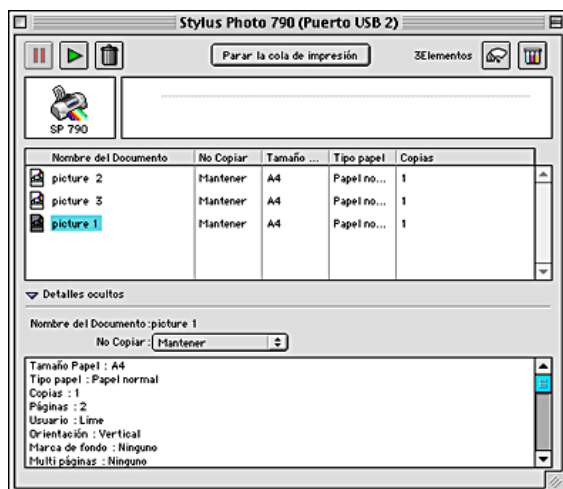 Stylus Photo 790 (Puerto USB 2)
Parar la cola de impresión
3Elementos
SP 790
Nombre del Documento No Copiar Tamaño ... Tipo papel Copias
picture 2 Mantener A4 Papel no... 1
picture 3 Mantener A4 Papel no... 1
picture 1 Mantener A4 Papel no... 1
Detalles ocultos
Nombre del Documento :picture 1
No Copiar : Mantener
Tamaño Papel : A4
Tipo papel : Papel normal
Copias : 1
Páginas : 2
Usuario : Lime
Orientación : Vertical
Marca de fondo : Ninguno
Multi páginas : Ninguno